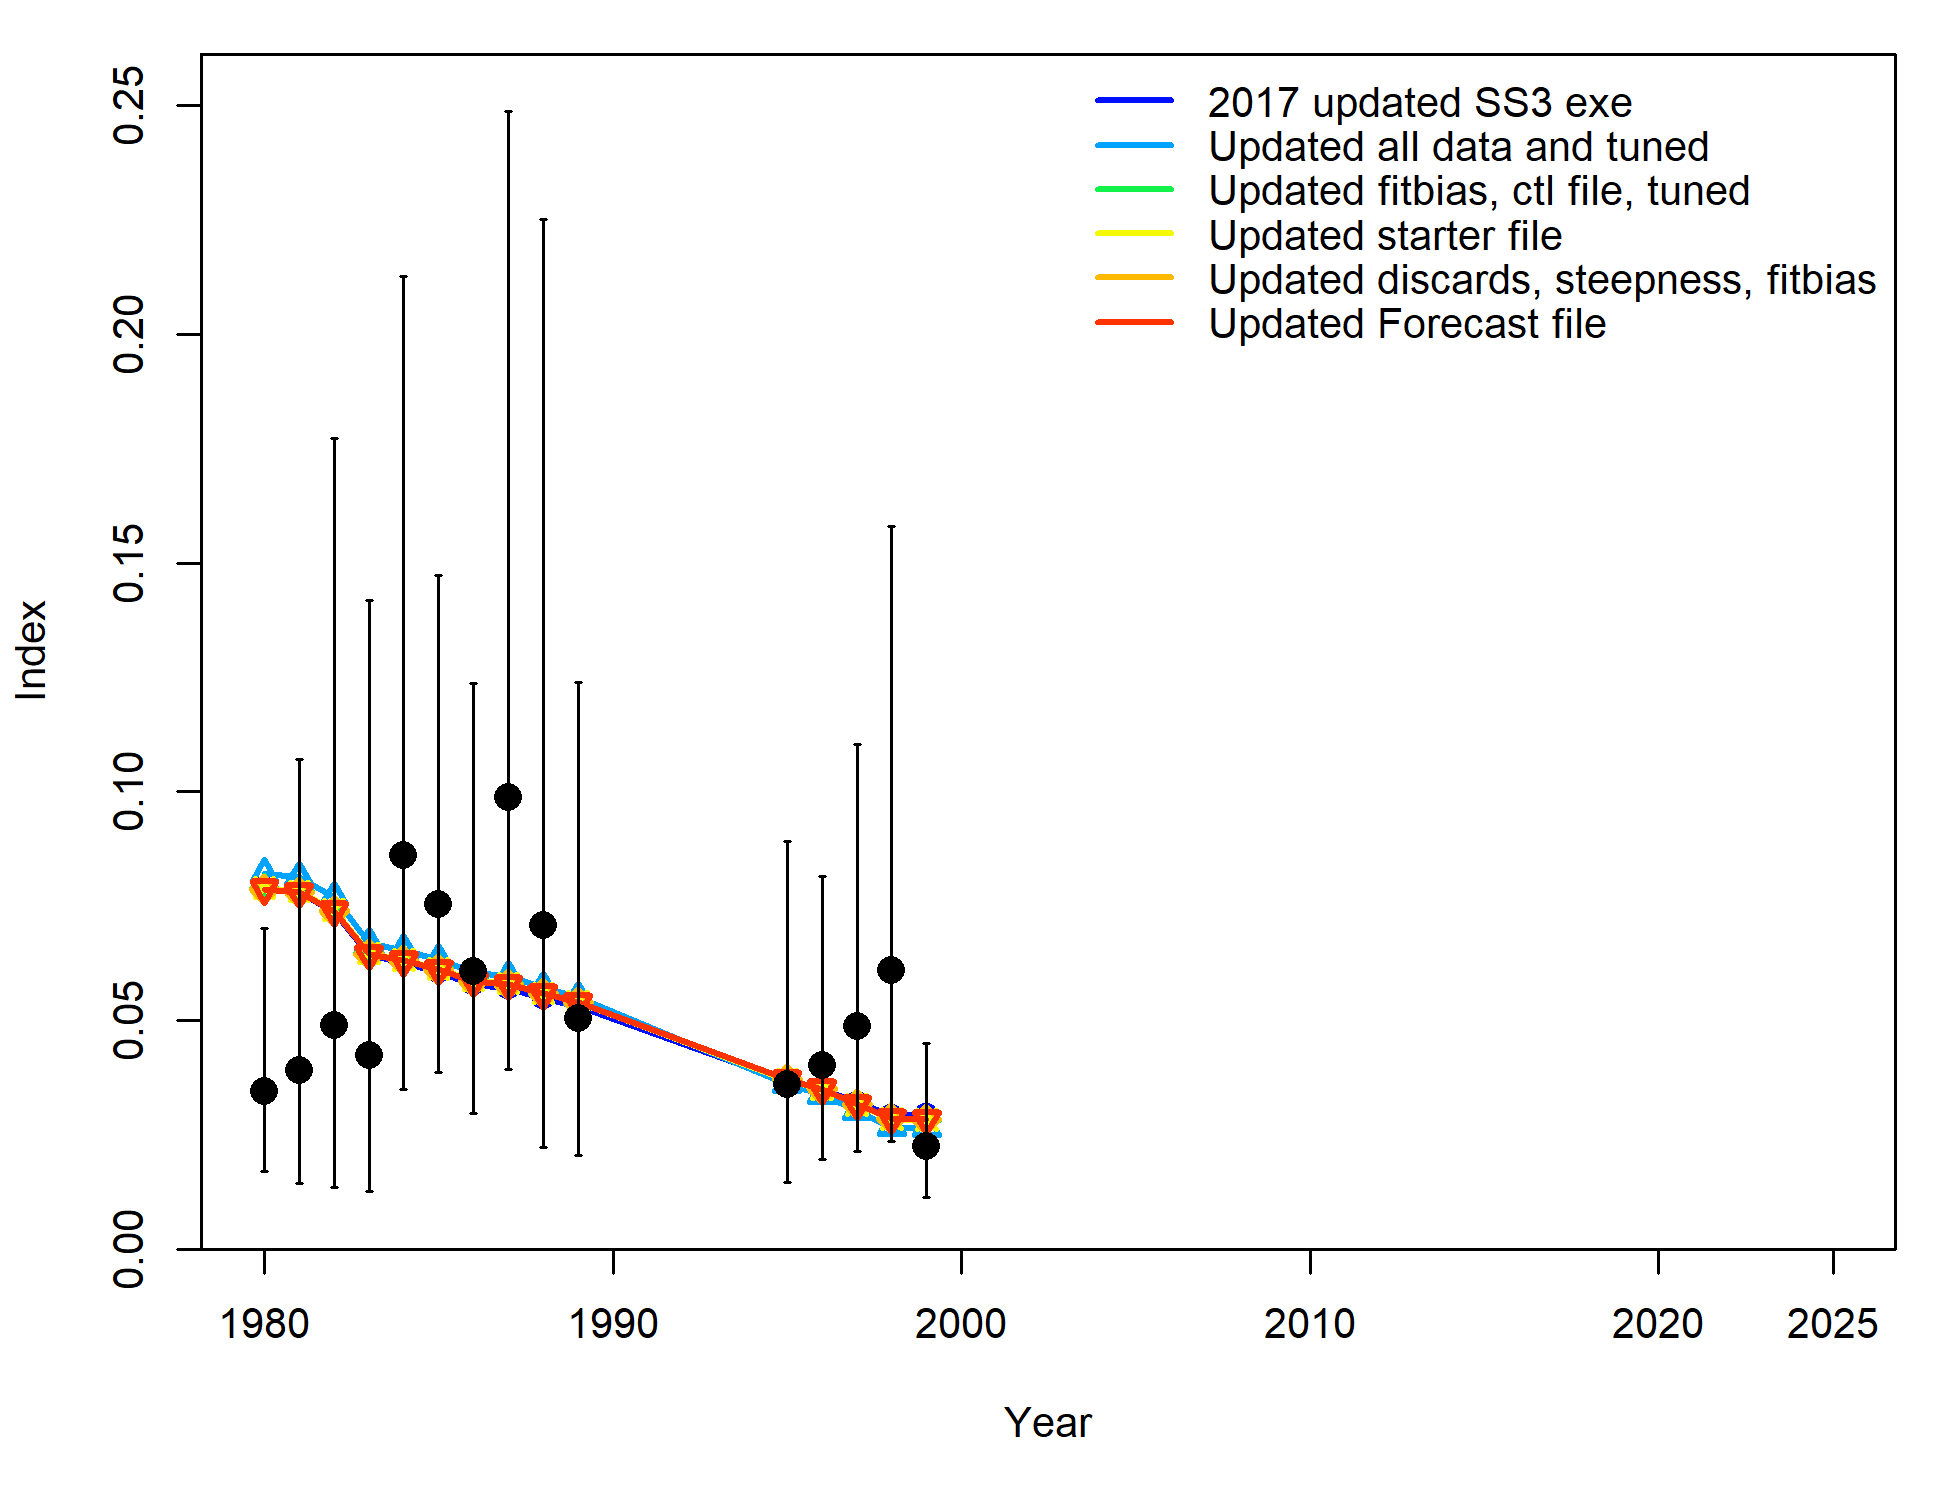 2017 updated SS3 exe
Updated all data and tuned
Updated fitbias, ctl file, tuned
Updated starter file
Updated discards, steepness, fitbias
Updated Forecast file
0.25
0.20
0.15
0.10
0.05
0.00
Index
1980 1990 2000 2010 2020 2025
Year